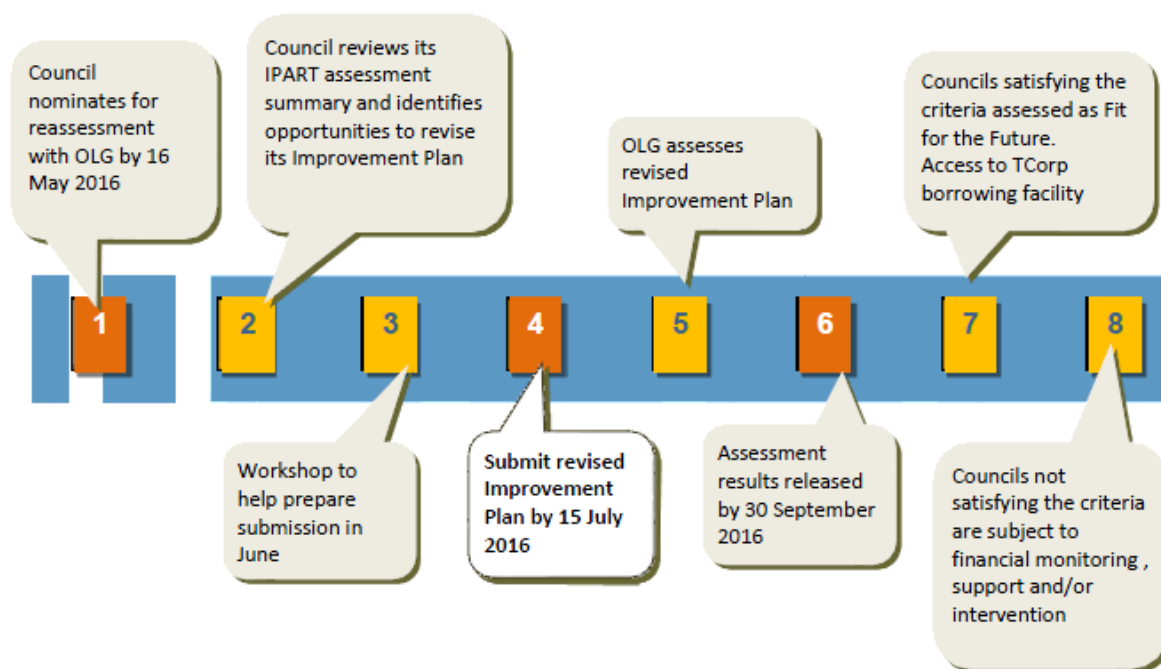 Council
nominates for
reassessment
with OLG by 16
May 2016
Council reviews its
IPART assessment
summary and identifies
opportunities to revise
its Improvement Plan
OLG assesses
revised
Improvement Plan
Councils satisfying the
criteria assessed as Fit
for the Future.
Access to TCorp
borrowing facility
1
2
3
4
5
6
7
8
Workshop to
help prepare
submission in
June
Submit revised
Improvement
Plan by 15 July
2016
Assessment
results released
by 30 September
2016
Councils not
satisfying the criteria
are subject to
financial monitoring ,
support and/or
intervention